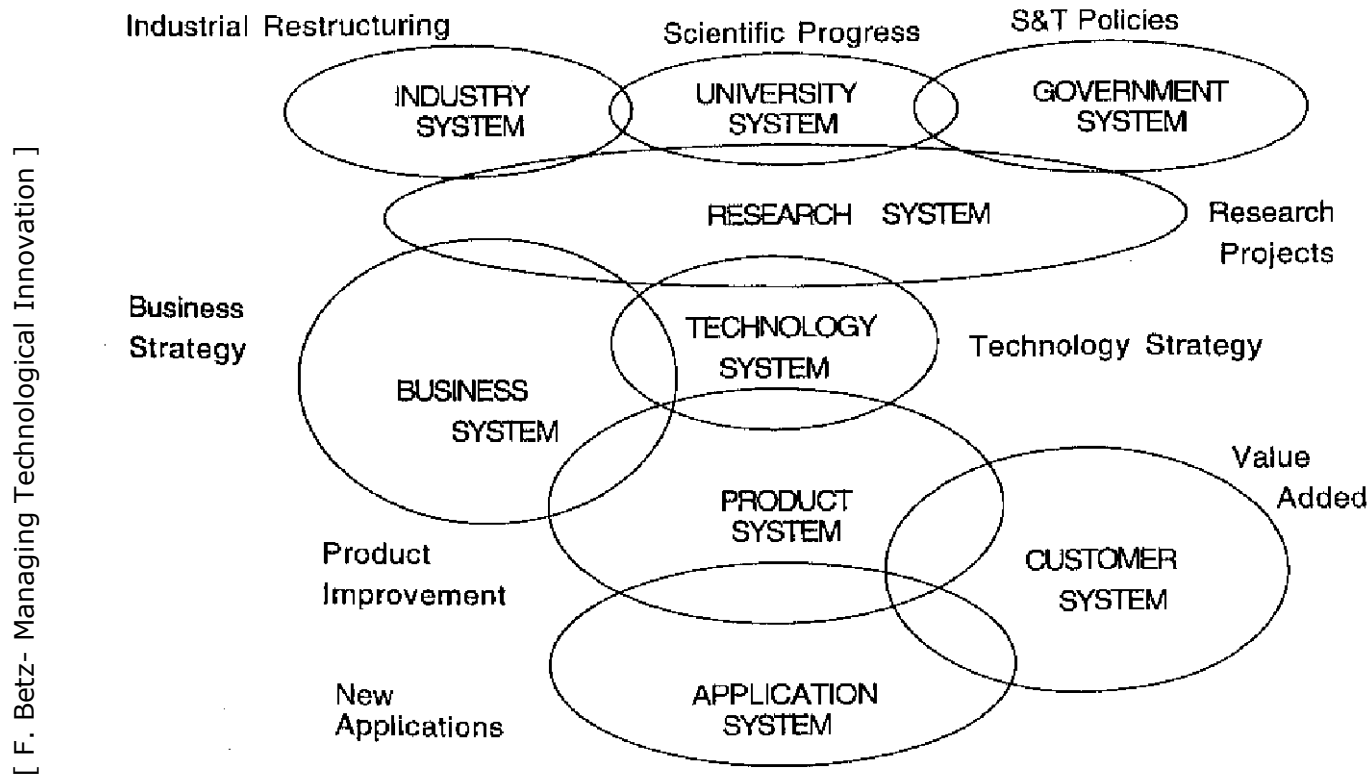 Industrial Restructuring
Scientific Progress
S&T Policies
INDUSTRY
SYSTEM
UNIVERSITY
SYSTEM
GOVERNMENT
SYSTEM
RESEARCH SYSTEM
Research
Projects
Business
Strategy
TECHNOLOGY
SYSTEM
Technology Strategy
BUSINESS
SYSTEM
Value
Added
PRODUCT
SYSTEM
Product
Improvement
CUSTOMER
SYSTEM
New
Applications
APPLICATION
SYSTEM
[ F. Betz- Managing Technological Innovation ]